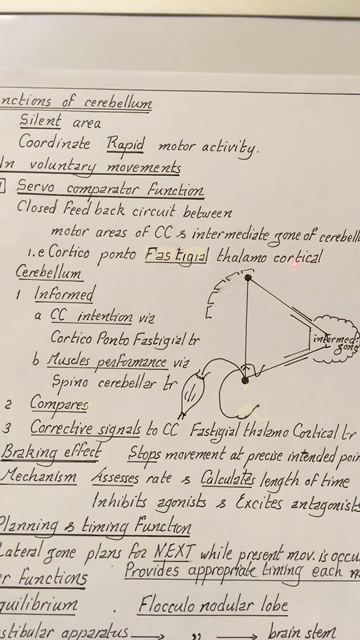 nctions of cerebellum
Silent area
Coordinate Rapid motor activity.
In voluntary movements
1 Servo comparator function
Closed feed back circuit between
motor areas of CC & intermediate zone of cerebellu
i.e Cortico ponto Fastigial thalamo cortical
Cerebellum
1 Informed
a CC intention via
Cortico Ponto Fastigial tr
b Muscles performance via
Spino cerebellar tr
intermed.
zone
2 Compares
3 Corrective signals to CC Fastigial thalamo Cortical tr
Braking effect Stops movement at precise intended poin
Mechanism Assesses rate & Calculates length of time
Inhibits agonists & Excites antagonists
Planning & timing Function
Lateral zone plans for NEXT while present mov. is occu
er functions Provides appropriate timing each m
quilibrium . Flocculo nodular lobe
stibular apparatus → " → brain stem